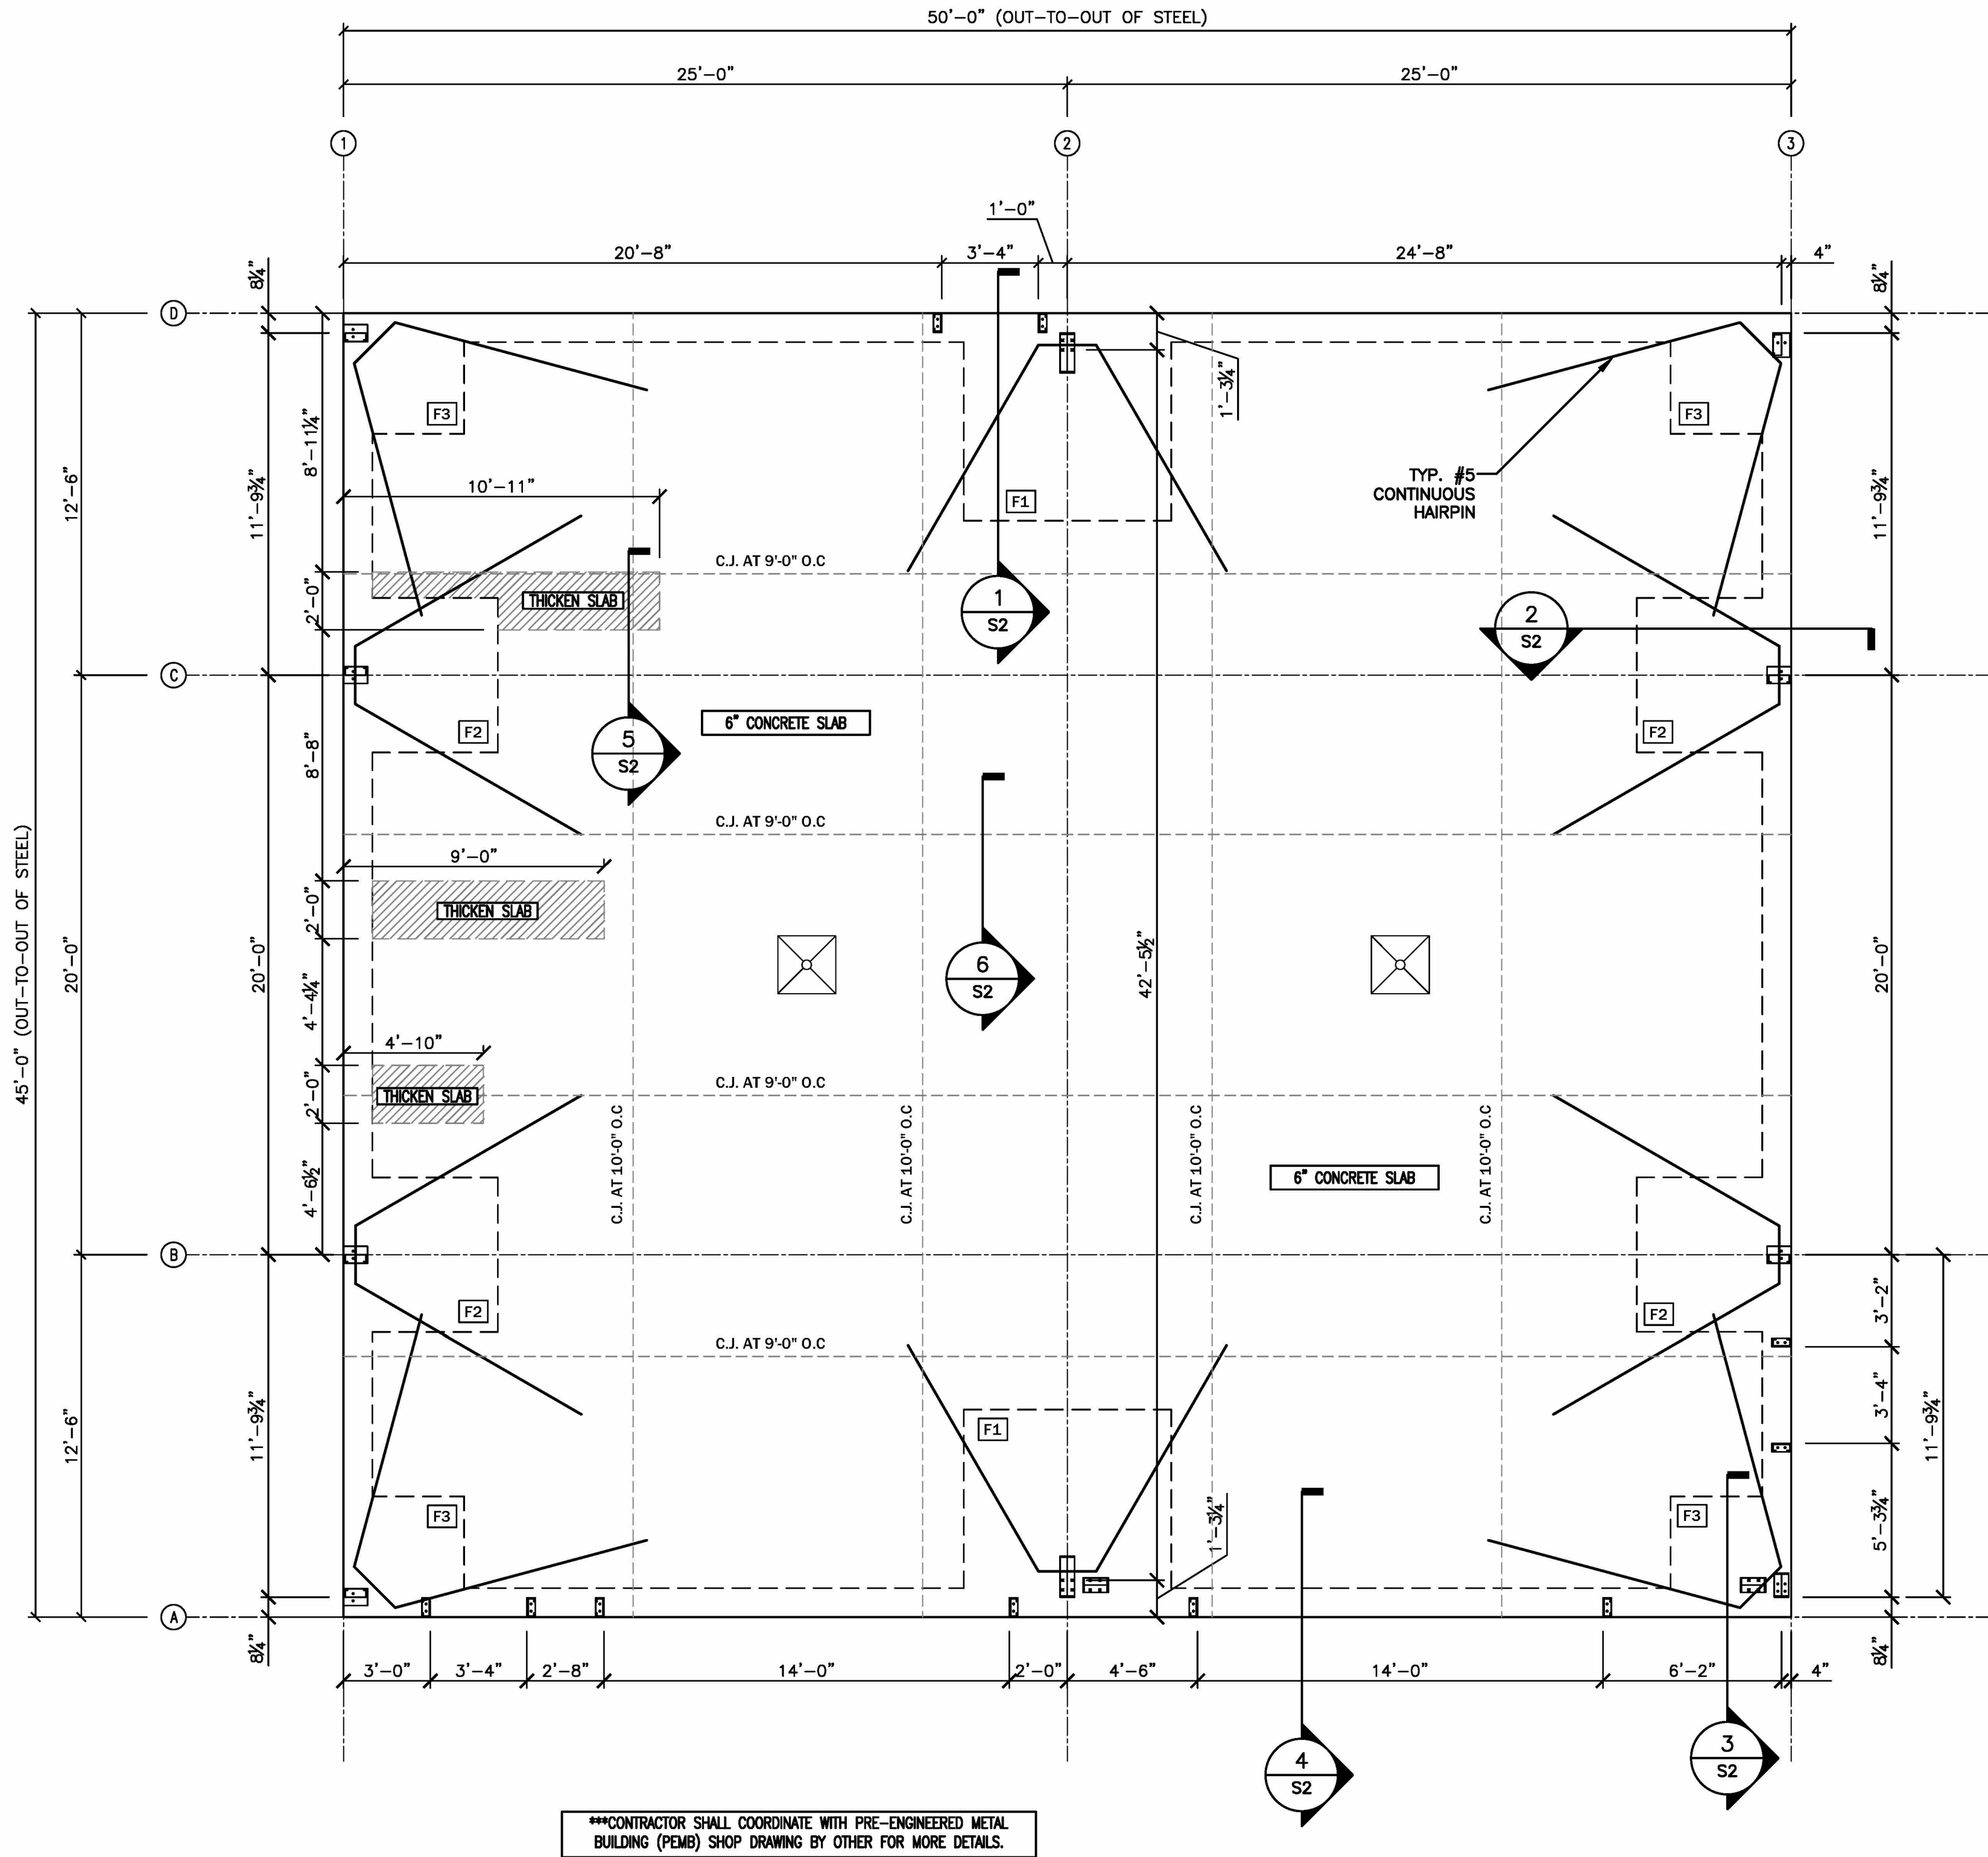 50'-0" (OUT-TO-OUT OF STEEL)
25'-0"
25'-0"
1
2
3
1'-0"
20'-8"
3'-4"
24'-8"
4"
8¼"
8¼"
D
F3
F1
F3
1'-3¼"
TYP. #5
CONTINUOUS
HAIRPIN
12'-6"
11'-9¾"
8'-11¼"
11'-9¾"
10'-11"
C.J. AT 9'-0" O.C
2'-0"
THICKEN SLAB
1
S2
2
S2
C
F2
5
S2
6" CONCRETE SLAB
F2
8'-8"
C.J. AT 9'-0" O.C
9'-0"
THICKEN SLAB
2'-0"
45'-0" (OUT-TO-OUT OF STEEL)
20'-0"
20'-0"
6
S2
42'-5½"
20'-0"
4'-4¼"
4'-10"
THICKEN SLAB
2'-0"
C.J. AT 9'-0" O.C
C.J. AT 10'-0" O.C
C.J. AT 10'-0" O.C
C.J. AT 10'-0" O.C
C.J. AT 10'-0" O.C
6" CONCRETE SLAB
4'-6½"
B
F2
F2
3'-2"
C.J. AT 9'-0" O.C
12'-6"
11'-9¾"
F1
3'-4"
11'-9¾"
F3
1'-3¼"
F3
5'-3¾"
A
8¼"
8¼"
3'-0"
3'-4"
2'-8"
14'-0"
2'-0"
4'-6"
14'-0"
6'-2"
4"
4
S2
3
S2
***CONTRACTOR SHALL COORDINATE WITH PRE-ENGINEERED METAL
BUILDING (PEMB) SHOP DRAWING BY OTHER FOR MORE DETAILS.